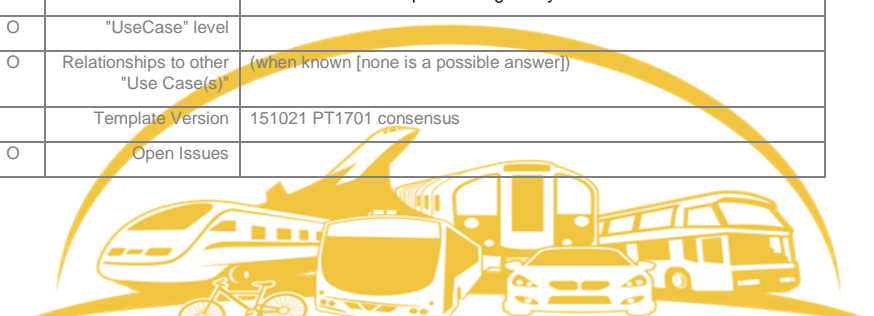 O "UseCase" level
O Relationships to other (when known [none is a possible answer])
"Use Case(s)"
Template Version 151021 PT1701 consensus
O Open Issues